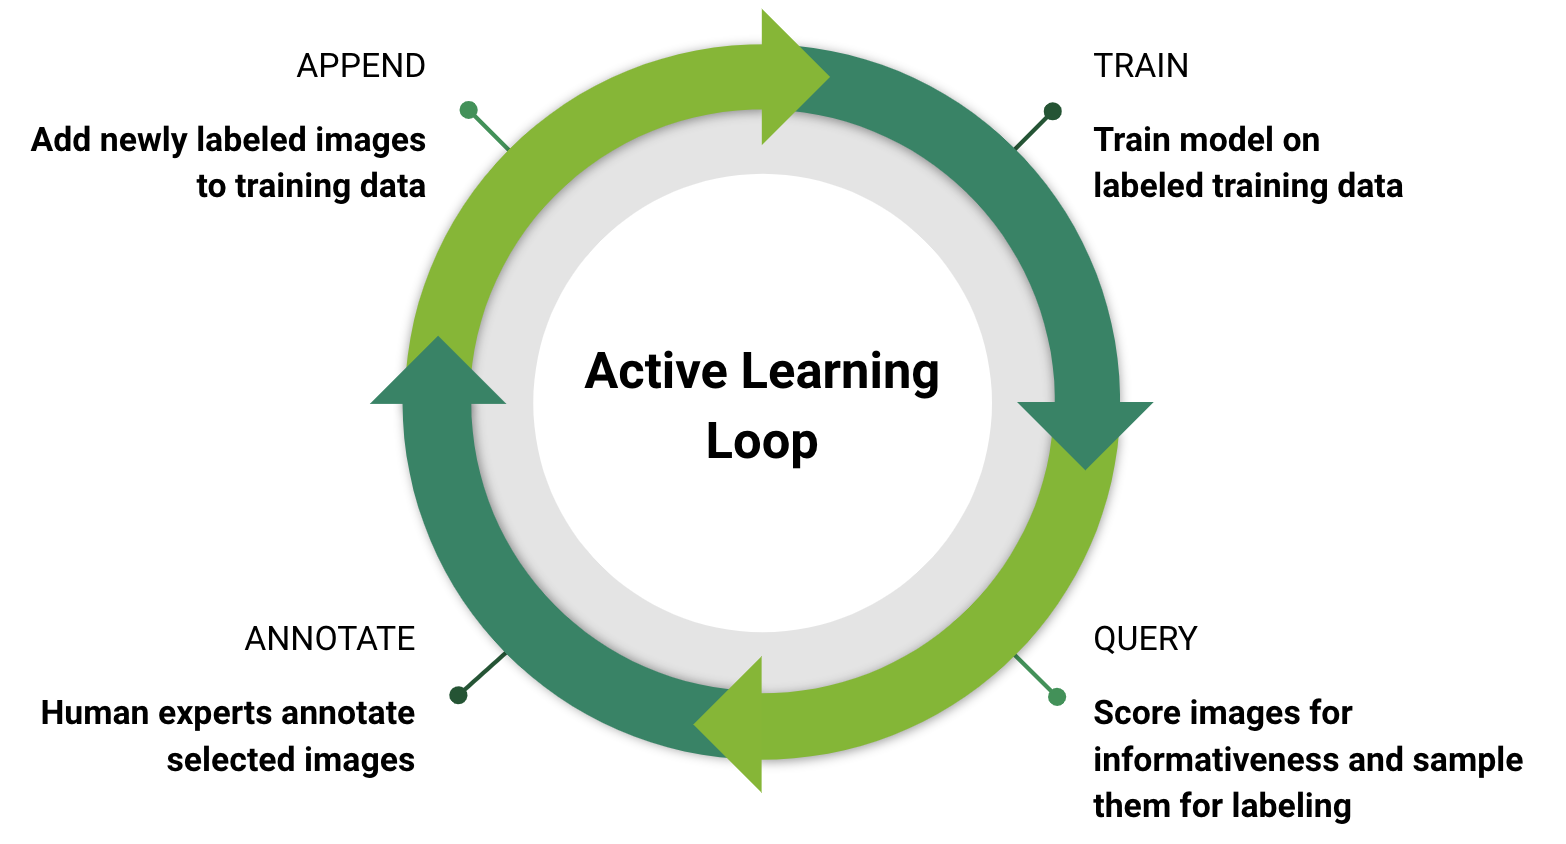 APPEND
Add newly labeled images
to training data
TRAIN
Train model on
labeled training data
Active Learning
Loop
ANNOTATE
Human experts annotate
selected images
QUERY
Score images for
informativeness and sample
them for labeling